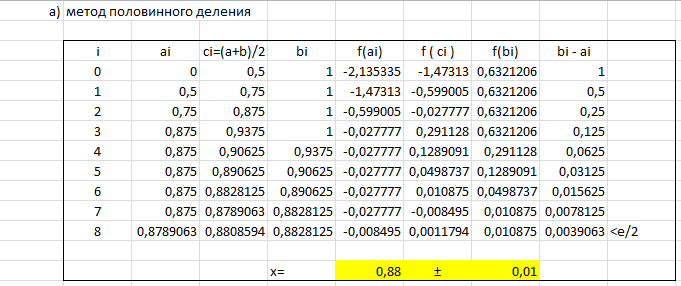 а) метод половинного деления
i ai ci=(a+b)/2 bi f(ai) f ( ci ) f(bi) bi - ai
0 0 0,5 1 -2,135335 -1,47313 0,6321206 1
1 0,5 0,75 1 -1,47313 -0,599005 0,6321206 0,5
2 0,75 0,875 1 -0,599005 -0,027777 0,6321206 0,25
3 0,875 0,9375 1 -0,027777 0,291128 0,6321206 0,125
4 0,875 0,90625 0,9375 -0,027777 0,1289091 0,291128 0,0625
5 0,875 0,890625 0,90625 -0,027777 0,0498737 0,1289091 0,03125
6 0,875 0,8828125 0,890625 -0,027777 0,010875 0,0498737 0,015625
7 0,875 0,8789063 0,8828125 -0,027777 -0,008495 0,010875 0,0078125
8 0,8789063 0,8808594 0,8828125 -0,008495 0,0011794 0,010875 0,0039063 <e/2
x= 0,88 ± 0,01